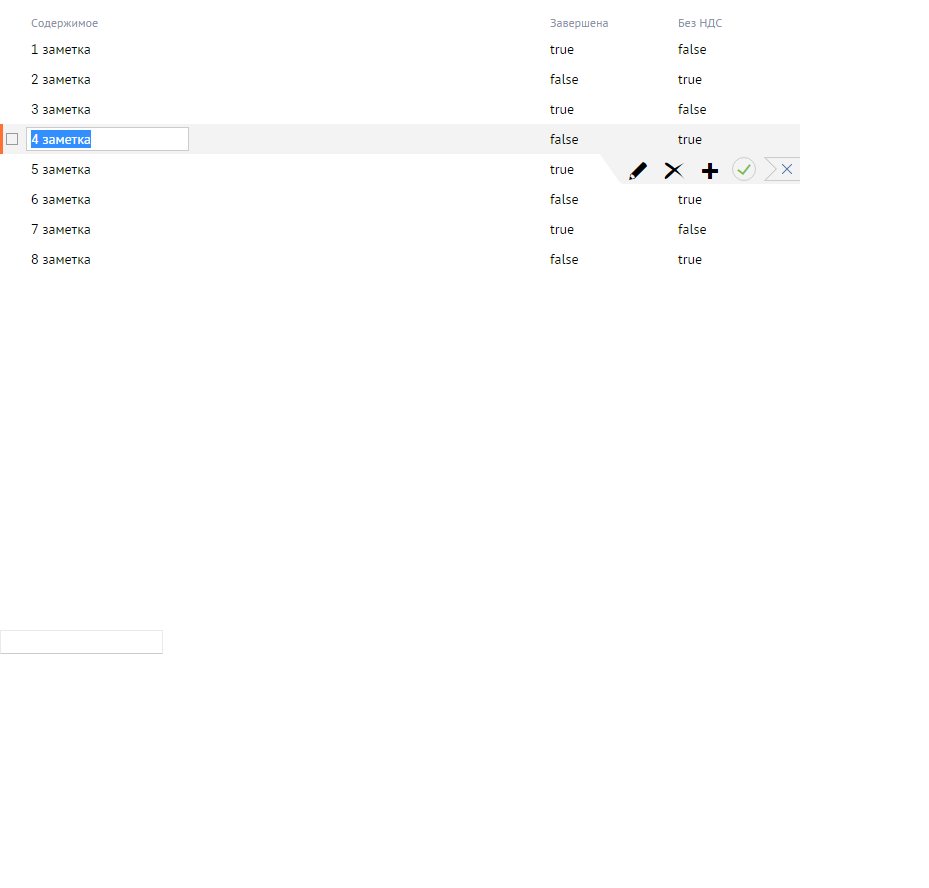 Содержимое Завершена Без НДС
1 заметка true false
2 заметка false true
3 заметка true false
4 заметка false true
5 заметка true
6 заметка false true
7 заметка true false
8 заметка false true